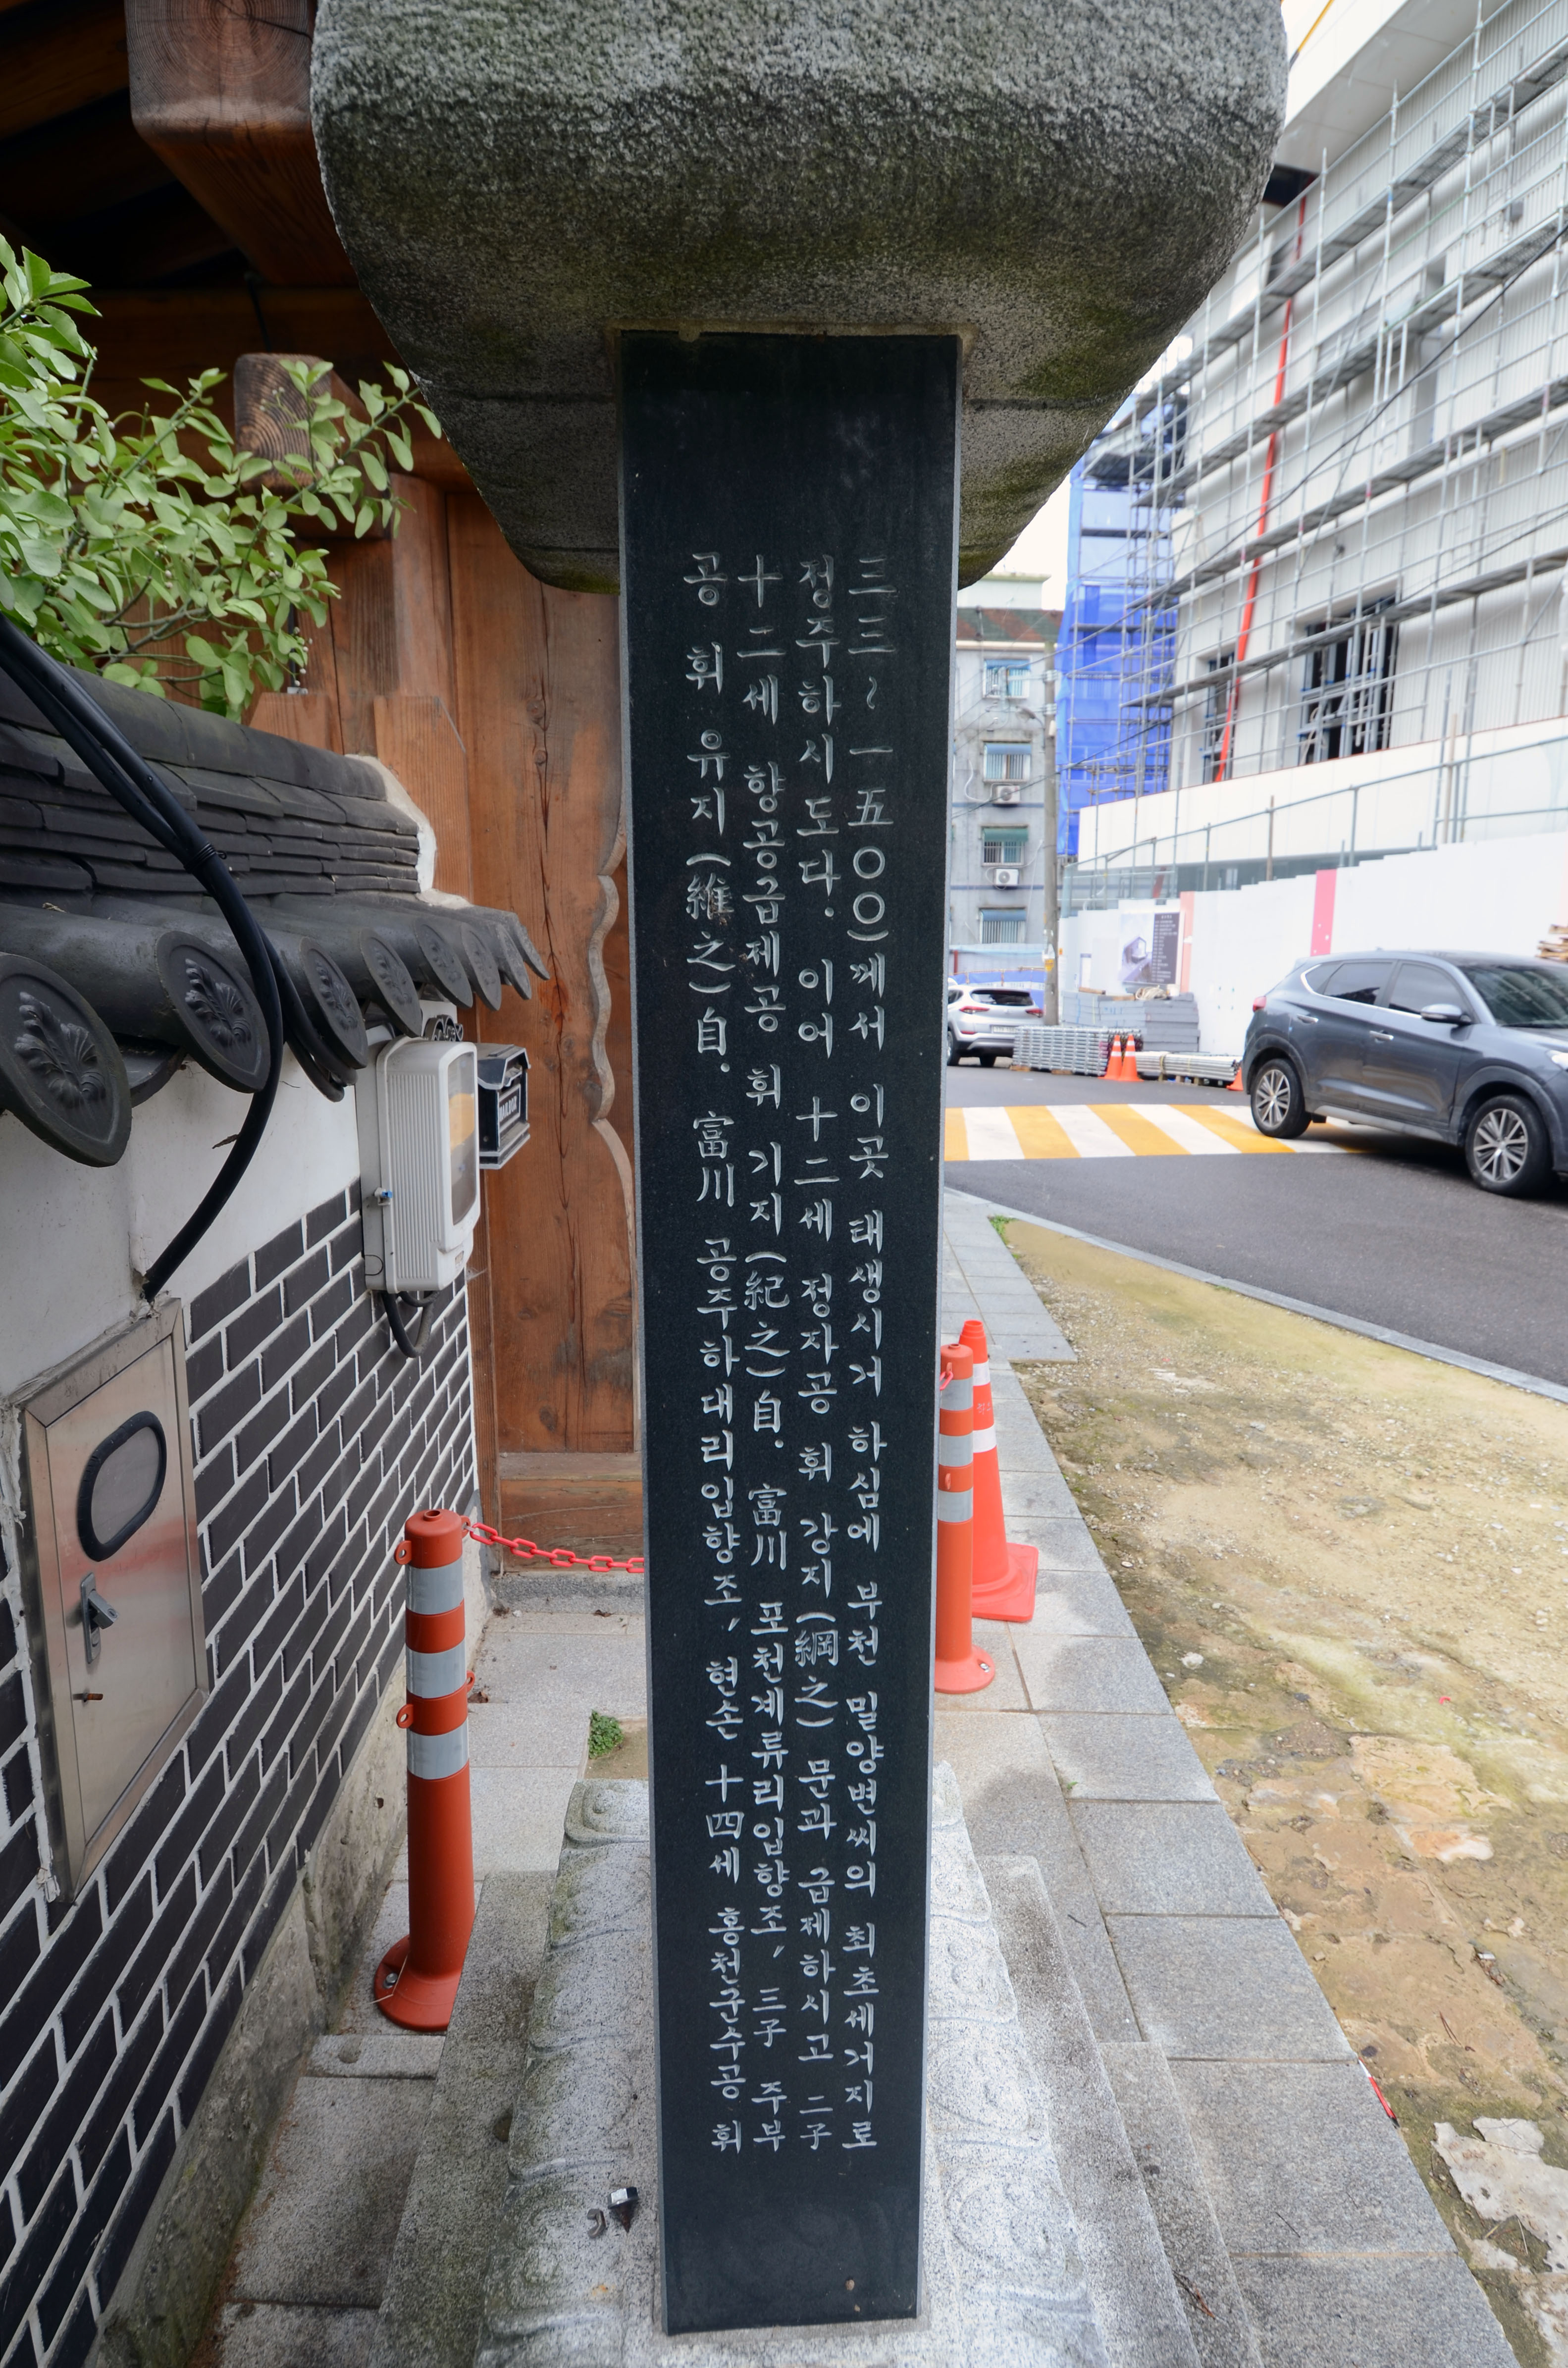 三三~一五〇〇)께서 이곳 태생시거 하심에 부천 밀양변씨의 최초세거지로
정주하시도다. 이어 十二세 정자공 휘 강지(綱之) 문과 급제하시고 二子
十二세 향공급제공 휘 기지(紀之)自. 富川 포천계류리입향조, 三子 주부
공 휘 유지(維之)自. 富川 공주하대리입향조, 현손 十四세 홍천군수공 휘